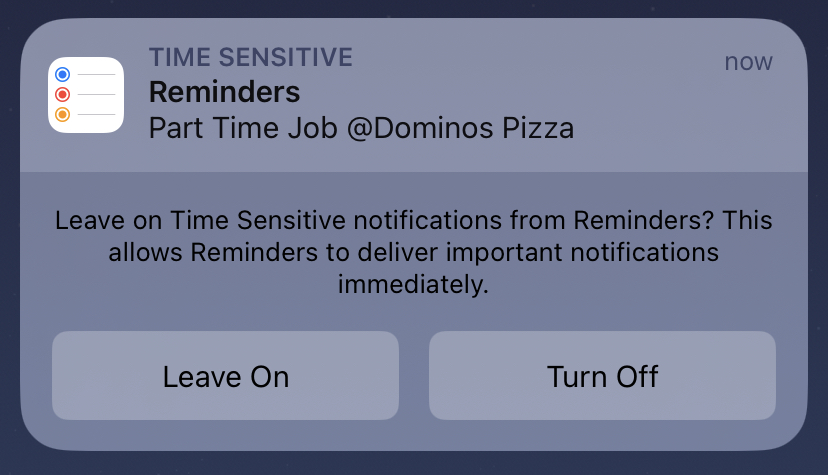 TIME SENSITIVE
now
Reminders
Part Time Job @Dominos Pizza
Leave on Time Sensitive notifications from Reminders? This
allows Reminders to deliver important notifications
immediately.
Leave On
Turn Off